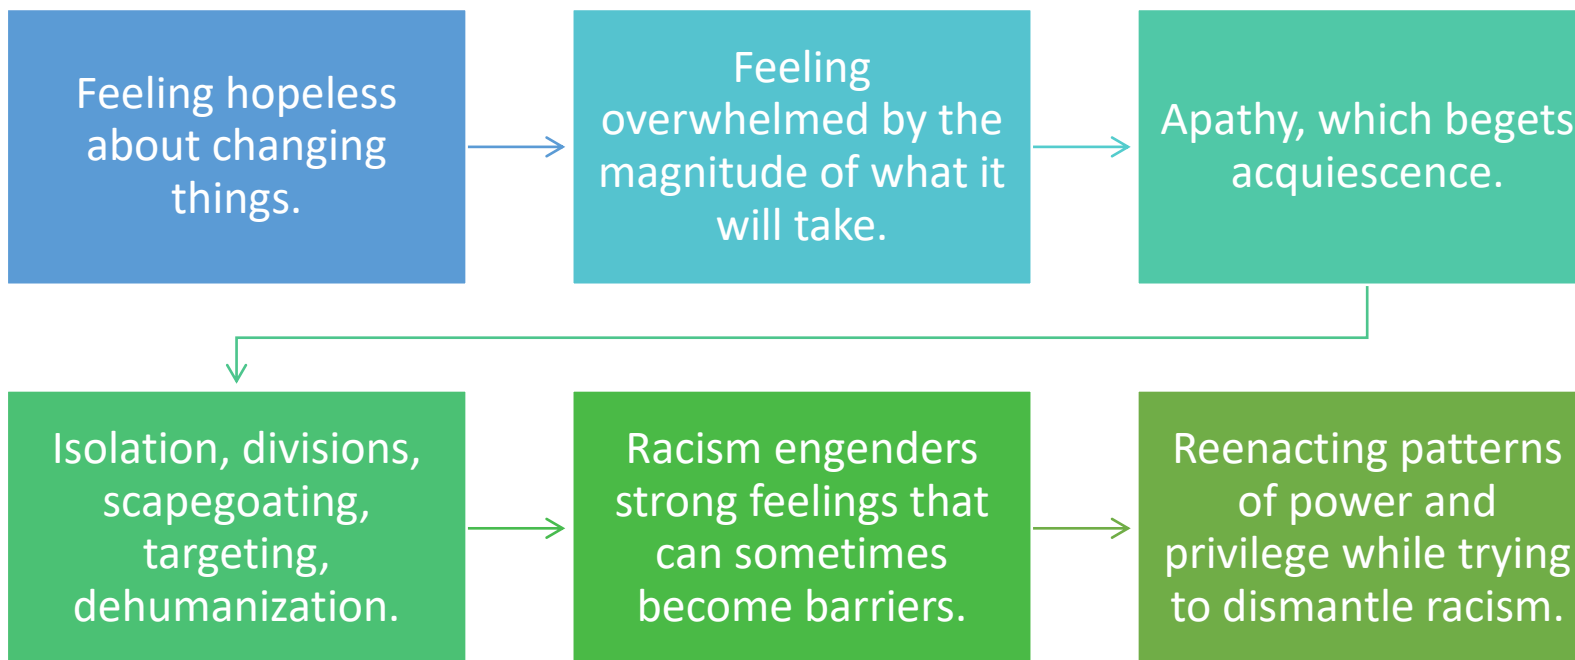 Feeling hopeless
about changing
things.
Feeling
overwhelmed by the
magnitude of what it
will take.
Apathy, which begets
acquiescence.
Isolation, divisions,
scapegoating,
targeting,
dehumanization.
Racism engenders
strong feelings that
can sometimes
become barriers.
Reenacting patterns
of power and
privilege while trying
to dismantle racism.